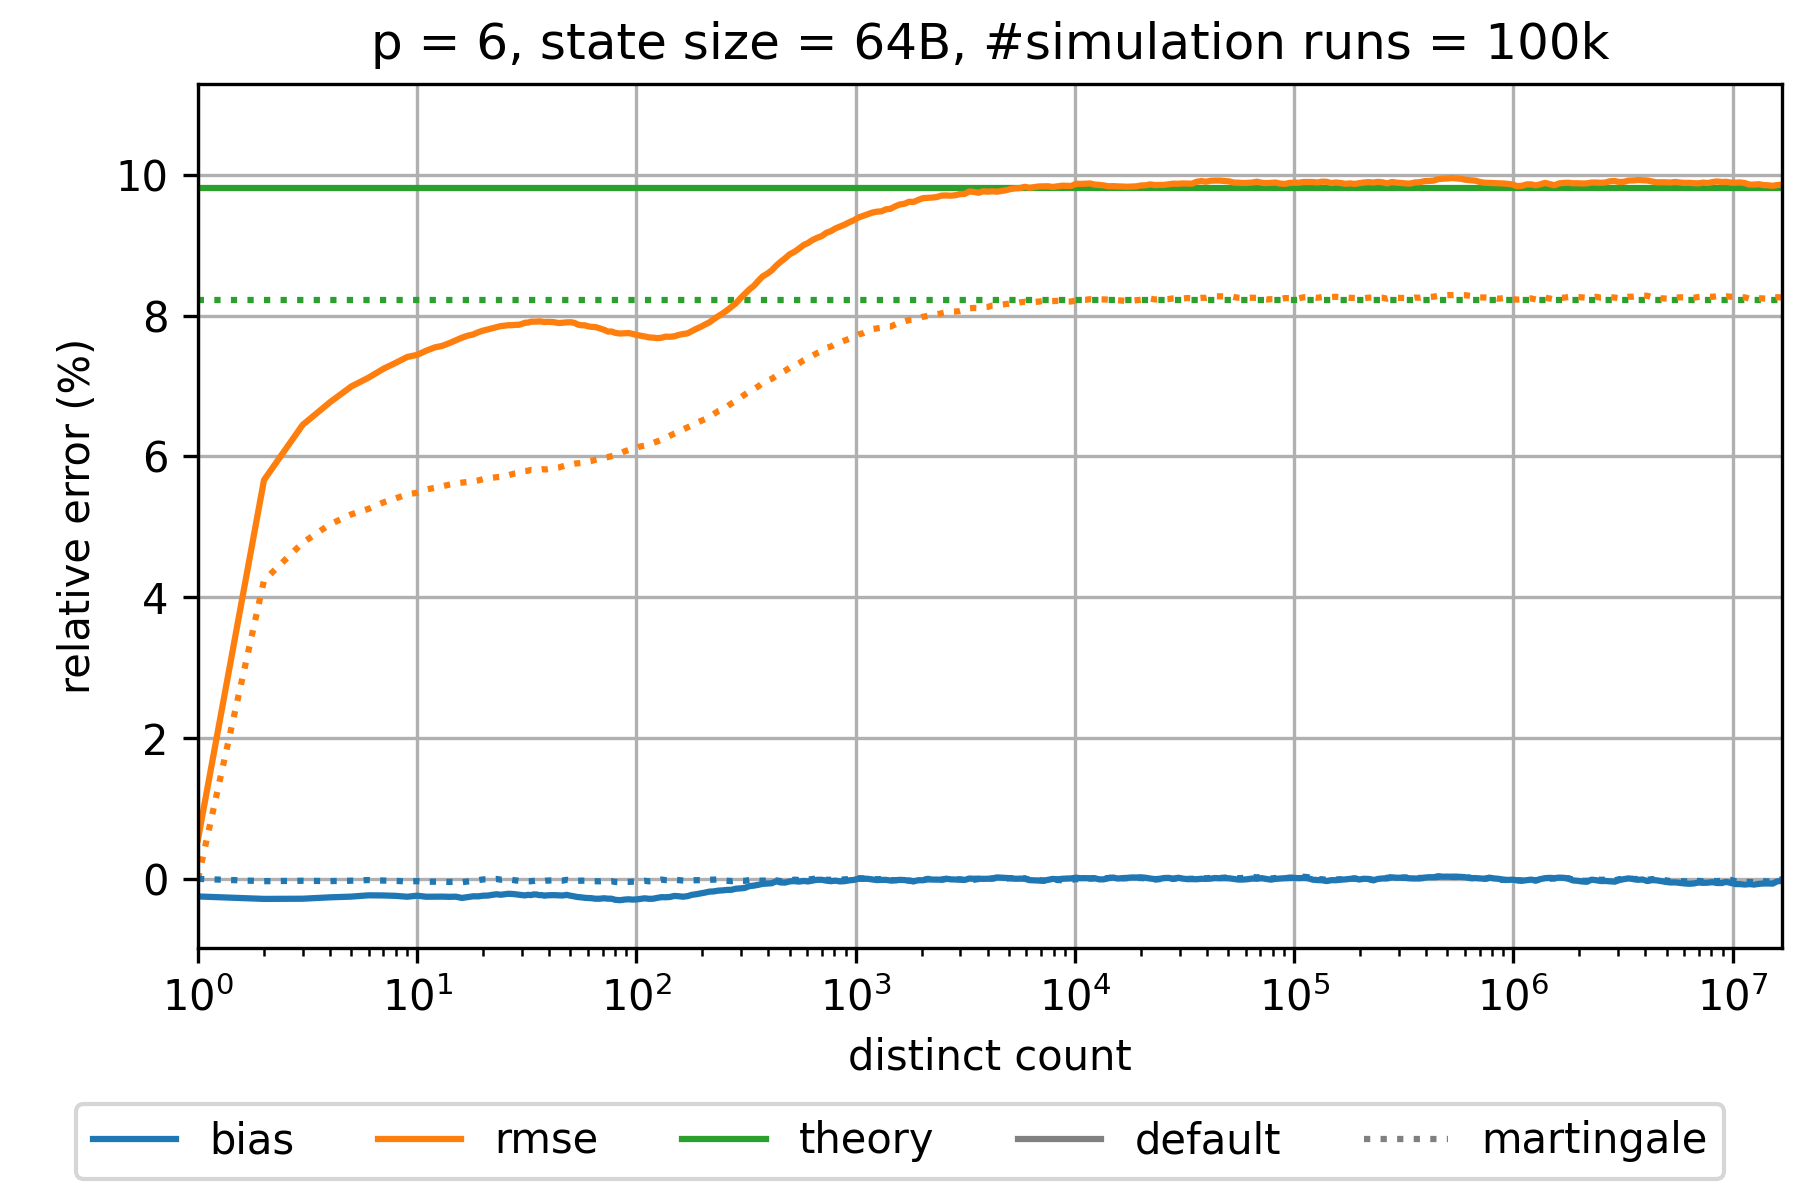 p = 6, state size = 64B, #simulation runs = 100k
relative error (%)
10
8
6
4
2
0
10⁰ 10¹ 10² 10³ 10⁴ 10⁵ 10⁶ 10⁷
distinct count
bias rmse theory default martingale